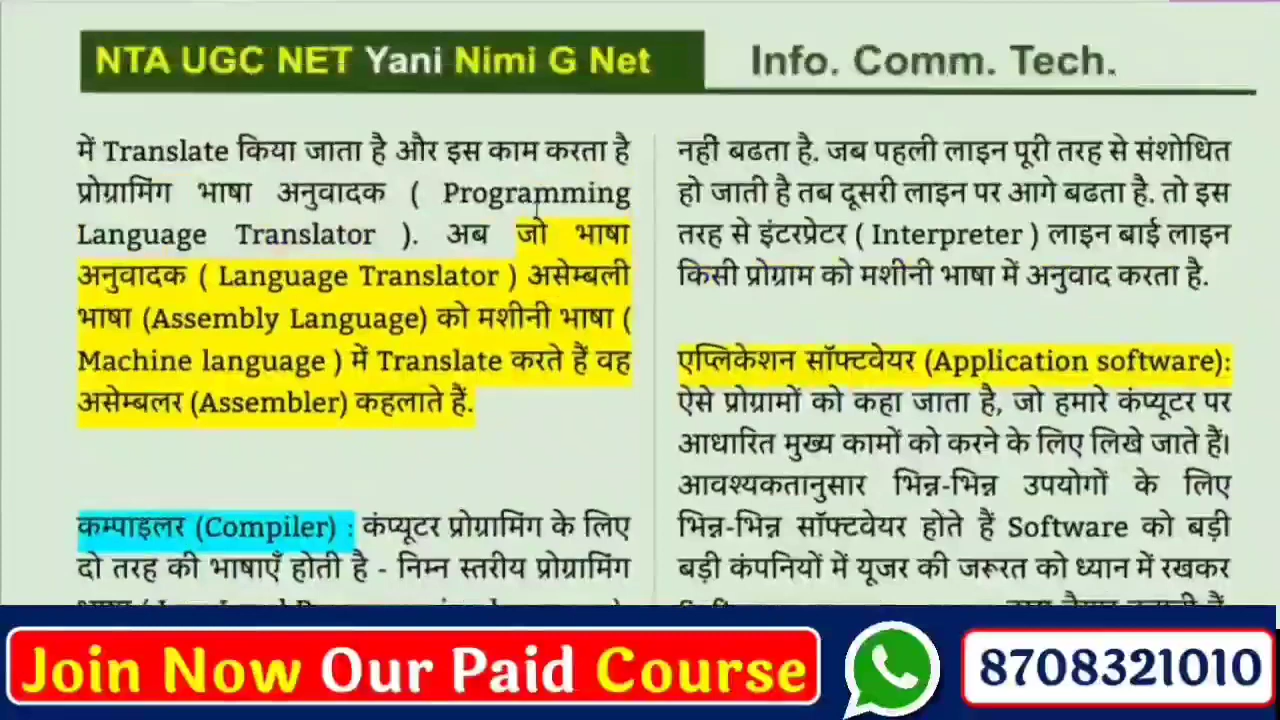 NTA UGC NET Yani Nimi G Net
Info. Comm. Tech.
में Translate किया जाता है और इस काम करता है
प्रोग्रामिंग भाषा अनुवादक ( Programming
Language Translator ). अब जो भाषा
अनुवादक ( Language Translator ) असेम्बली
भाषा (Assembly Language) को मशीनी भाषा (
Machine language ) में Translate करते हैं वह
असेम्बलर (Assembler) कहलाते हैं.
कम्पाइलर (Compiler) : कंप्यूटर प्रोग्रामिंग के लिए
दो तरह की भाषाएँ होती है - निम्न स्तरीय प्रोग्रामिंग
नहीं बढता है. जब पहली लाइन पूरी तरह से संशोधित
हो जाती है तब दूसरी लाइन पर आगे बढता है. तो इस
तरह से इंटरप्रेटर ( Interpreter ) लाइन बाई लाइन
किसी प्रोग्राम को मशीनी भाषा में अनुवाद करता है.
एप्लिकेशन सॉफ्टवेयर (Application software):
ऐसे प्रोग्रामों को कहा जाता है, जो हमारे कंप्यूटर पर
आधारित मुख्य कामों को करने के लिए लिखे जाते हैं।
आवश्यकतानुसार भिन्न-भिन्न उपयोगों के लिए
भिन्न-भिन्न सॉफ्टवेयर होते हैं Software को बड़ी
बड़ी कंपनियों में यूजर की जरूरत को ध्यान में रखकर
Join Now Our Paid Course
8708321010